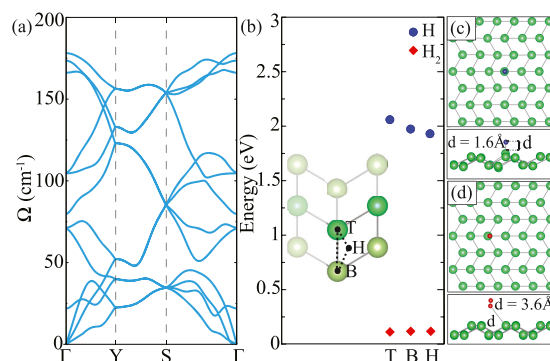 (a)
Ω (cm⁻¹)
150
100
50
0
Γ Y S Γ
(b)
Energy (eV)
3
2.5
2
1.5
1
0.5
0
H
H₂
T
H
B
T B H
(c)
d = 1.6Å
d
(d)
d = 3.6Å
d